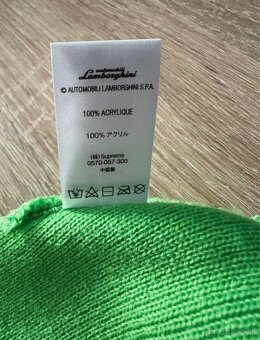 automobili
Lamborghini
© AUTOMOBILI LAMBORGHINI S.P.A.
100% ACRYLIQUE
100% アクリル
(株) Supreme
0570-057-300
中国製